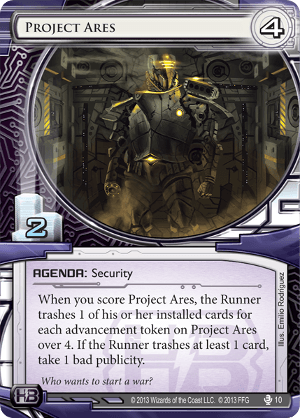 Project Ares
4
2
AGENDA: Security
When you score Project Ares, the Runner
trashes 1 of his or her installed cards for
each advancement token on Project Ares
over 4. If the Runner trashes at least 1 card,
take 1 bad publicity.
Who wants to start a war?
Illus. Emilio Rodriguez
HB
© 2013 Wizards of the Coast LLC. © 2013 FFG
10